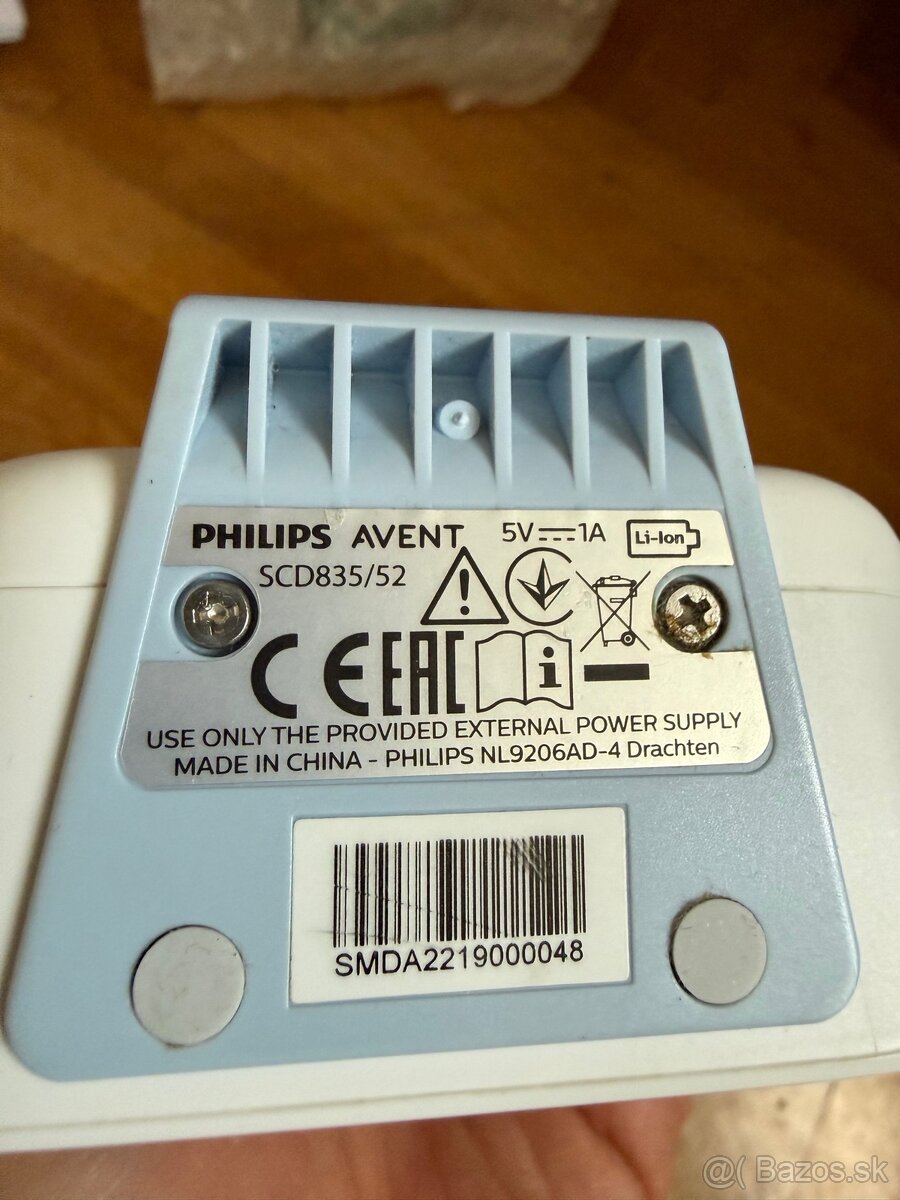 PHILIPS AVENT 5V 1A Li-Ion
SCD835/52
CE EAC i
USE ONLY THE PROVIDED EXTERNAL POWER SUPPLY
MADE IN CHINA - PHILIPS NL9206AD-4 Drachten
SMDA2219000048
@( Bazos.sk